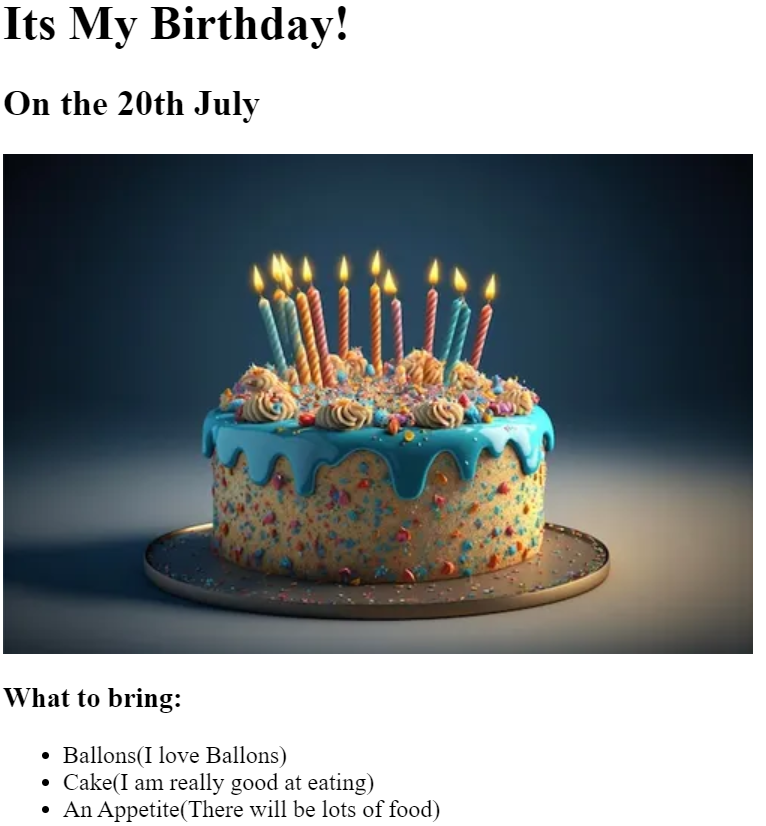 Its My Birthday!
On the 20th July
What to bring:
Ballons(I love Ballons)
Cake(I am really good at eating)
An Appetite(There will be lots of food)